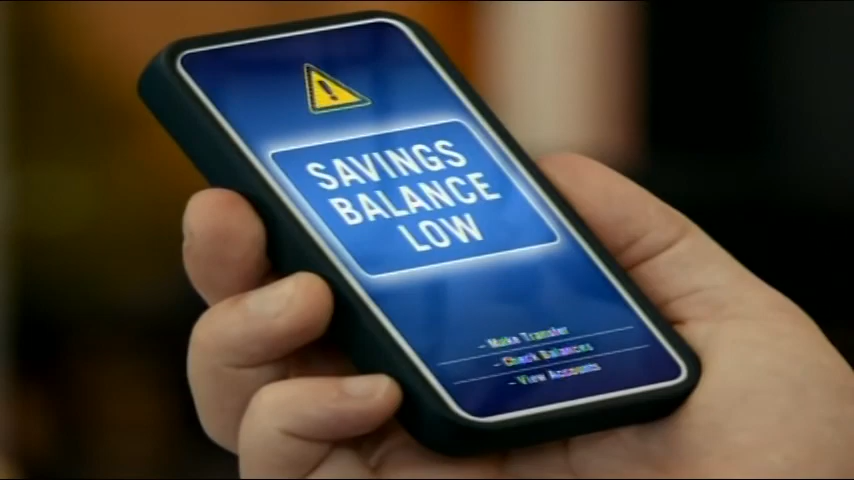 SAVINGS
BALANCE
LOW
- Make Transfer
- Check Balances
- View Accounts